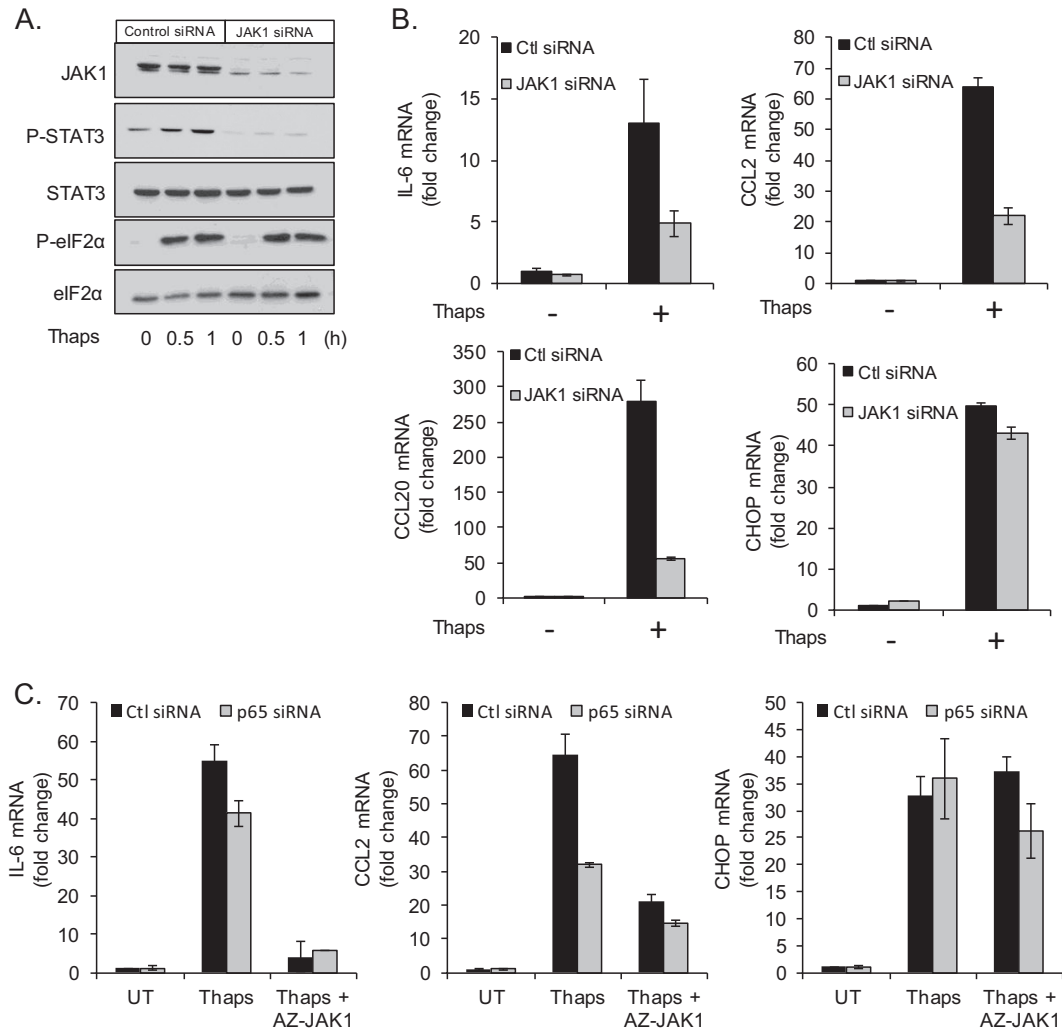 A.
Control siRNA JAK1 siRNA
JAK1
P-STAT3
STAT3
P-eIF2α
eIF2α
Thaps 0 0.5 1 0 0.5 1 (h)
B.
IL-6 mRNA
(fold change)
20
15
10
5
0
Ctl siRNA
JAK1 siRNA
Thaps - +
CCL2 mRNA
(fold change)
80
70
60
50
40
30
20
10
0
Ctl siRNA
JAK1 siRNA
Thaps - +
CCL20 mRNA
(fold change)
350
300
250
200
150
100
50
0
Ctl siRNA
JAK1 siRNA
Thaps - +
CHOP mRNA
(fold change)
60
50
40
30
20
10
0
Ctl siRNA
JAK1 siRNA
Thaps - +
C.
IL-6 mRNA
(fold change)
70
60
50
40
30
20
10
0
Ctl siRNA p65 siRNA
UT Thaps Thaps +
AZ-JAK1
CCL2 mRNA
(fold change)
80
70
60
50
40
30
20
10
0
Ctl siRNA p65 siRNA
UT Thaps Thaps +
AZ-JAK1
CHOP mRNA
(fold change)
50
45
40
35
30
25
20
15
10
5
0
Ctl siRNA p65 siRNA
UT Thaps Thaps +
AZ-JAK1